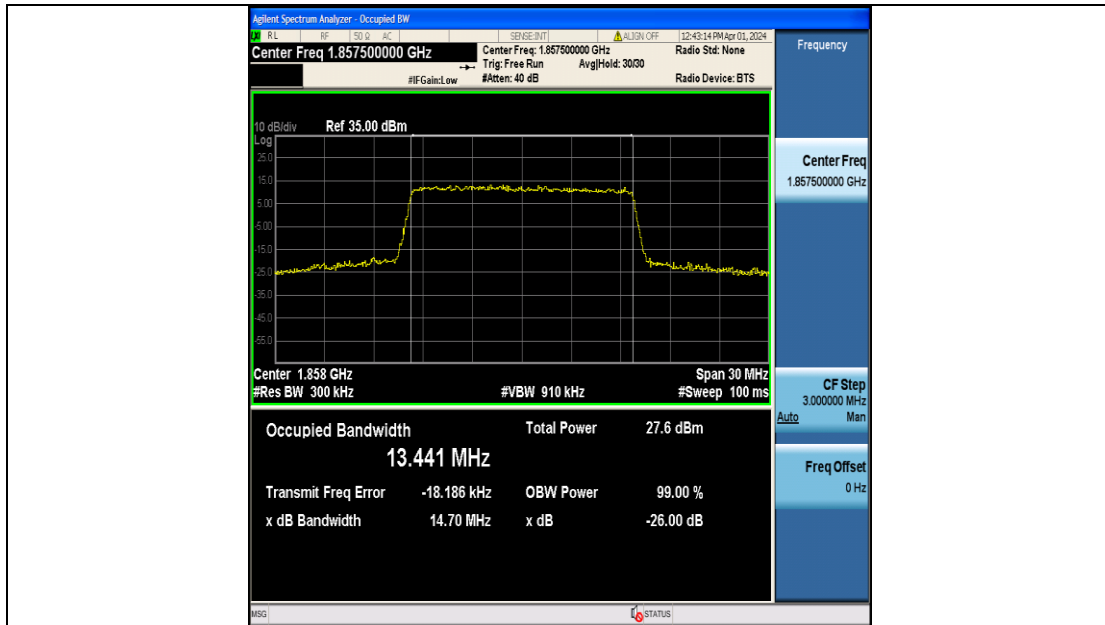 Agilent Spectrum Analyzer - Occupied BW
RL RF 50 Ω AC SENSE:INT ALIGN OFF 12:43:14 PM Apr 01, 2024
Center Freq 1.857500000 GHz
Center Freq: 1.857500000 GHz
Radio Std: None
Trig: Free Run Avg|Hold: 30/30
#IFGain:Low
#Atten: 40 dB
Radio Device: BTS
10 dB/div Ref 35.00 dBm
Log
25.0
15.0
5.00
-5.00
-15.0
-25.0
-35.0
-45.0
-55.0
Center 1.858 GHz Span 30 MHz
#Res BW 300 kHz #VBW 910 kHz #Sweep 100 ms
Occupied Bandwidth Total Power 27.6 dBm
13.441 MHz
Transmit Freq Error -18.186 kHz OBW Power 99.00 %
x dB Bandwidth 14.70 MHz x dB -26.00 dB
MSG STATUS
Frequency
Center Freq
1.857500000 GHz
CF Step
3.000000 MHz
Auto Man
Freq Offset
0 Hz